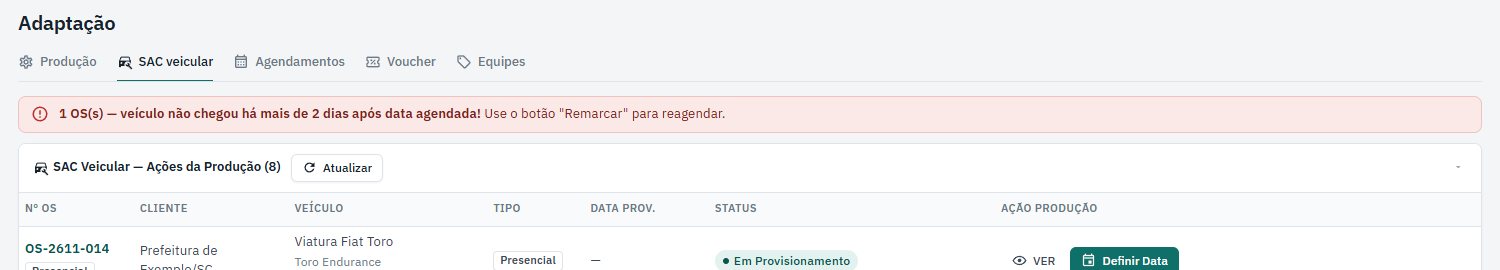 Adaptação
Produção SAC veicular Agendamentos Voucher Equipes
1 OS(s) — veículo não chegou há mais de 2 dias após data agendada! Use o botão "Remarcar" para reagendar.
SAC Veicular — Ações da Produção (8) Atualizar
Nº OS CLIENTE VEÍCULO TIPO DATA PROV. STATUS AÇÃO PRODUÇÃO
OS-2611-014 Prefeitura de Viatura Fiat Toro Presencial — Em Provisionamento VER Definir Data
Presencial Exemplo/SC Toro Endurance